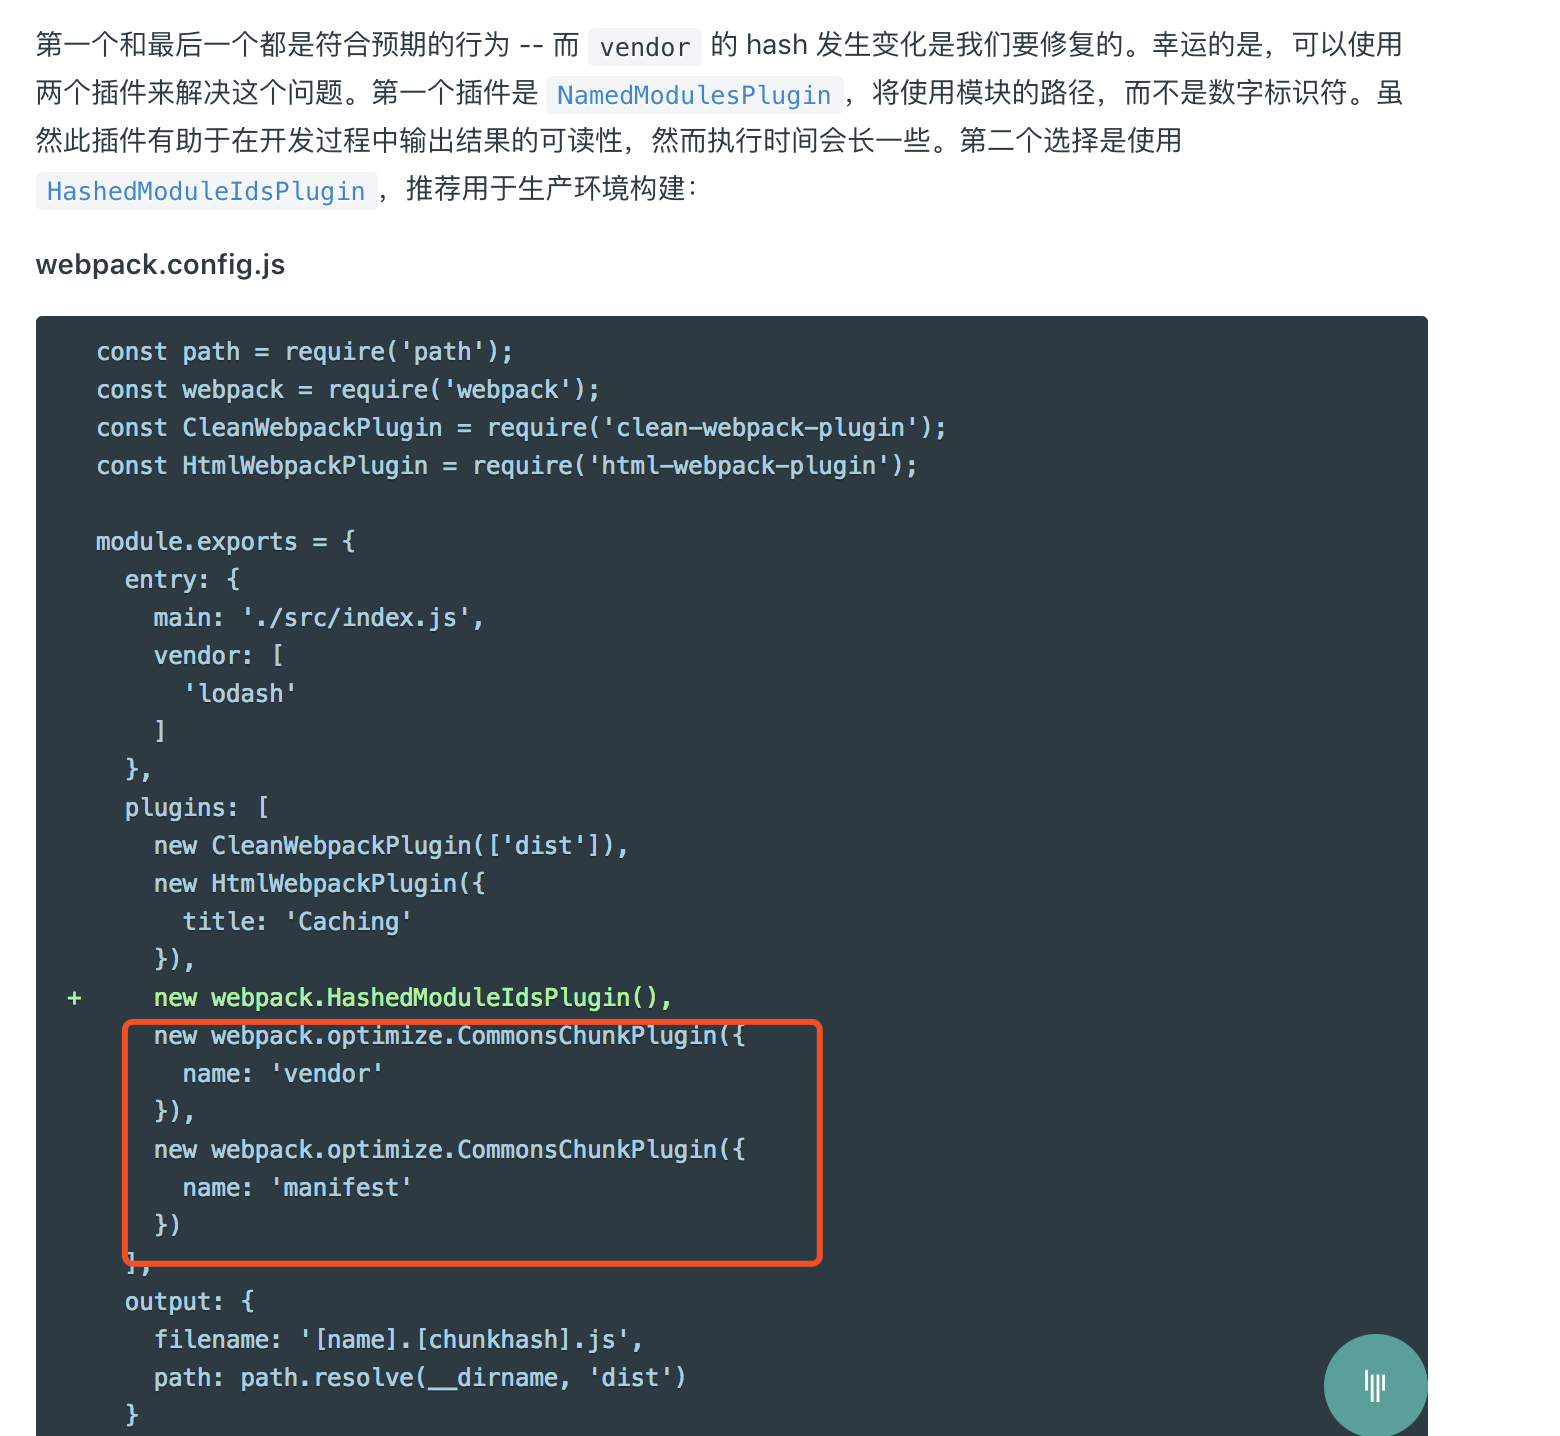 第一个和最后一个都是符合预期的行为 -- 而 vendor 的 hash 发生变化是我们要修复的。幸运的是，可以使用
两个插件来解决这个问题。第一个插件是 NamedModulesPlugin，将使用模块的路径，而不是数字标识符。虽
然此插件有助于在开发过程中输出结果的可读性，然而执行时间会长一些。第二个选择是使用
HashedModuleIdsPlugin，推荐用于生产环境构建：
webpack.config.js
const path = require('path');
const webpack = require('webpack');
const CleanWebpackPlugin = require('clean-webpack-plugin');
const HtmlWebpackPlugin = require('html-webpack-plugin');
module.exports = {
entry: {
main: './src/index.js',
vendor: [
'lodash'
]
},
plugins: [
new CleanWebpackPlugin(['dist']),
new HtmlWebpackPlugin({
title: 'Caching'
}),
+ new webpack.HashedModuleIdsPlugin(),
new webpack.optimize.CommonsChunkPlugin({
name: 'vendor'
}),
new webpack.optimize.CommonsChunkPlugin({
name: 'manifest'
})
],
output: {
filename: '[name].[chunkhash].js',
path: path.resolve(__dirname, 'dist')
}